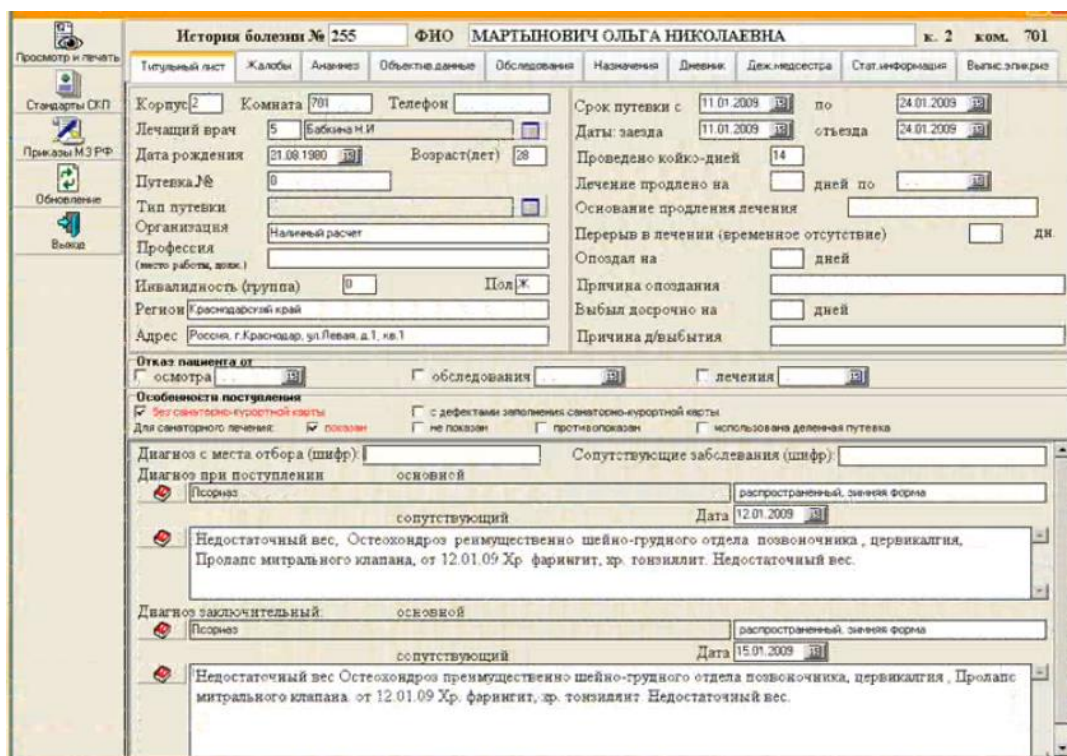 История болезни № 255 ФИО МАРТЫНОВИЧ ОЛЬГА НИКОЛАЕВНА к. 2 ком. 701
Просмотр и печать
Стандарты СКП
Приказы МЗ РФ
Обновление
Выход
Титульный лист Жалобы Анамнез Объектив.данные Обследования Назначения Дневник Деж.медсестра Стат.информация Выпис.эпикриз
Корпус 2 Комната 701 Телефон
Лечащий врач 5 Бабкина Н.И
Дата рождения 21.08.1980 Возраст(лет) 28
Путевка № 0
Тип путевки
Организация Наличный расчет
Профессия
(место работы, долж.)
Инвалидность (группа) 0 Пол Ж
Регион Краснодарский край
Адрес Россия, г.Краснодар, ул.Левая, д.1, кв.1
Срок путевки с 11.01.2009 по 24.01.2009
Даты: заезда 11.01.2009 отъезда 24.01.2009
Проведено койко-дней 14
Лечение продлено на дней по
Основание продления лечения
Перерыв в лечении (временное отсутствие) дн.
Опоздал на дней
Причина опоздания
Выбыл досрочно на дней
Причина д/выбытия
Отказ пациента от
осмотра обследования лечения
Особенности поступления
без санаторно-курортной карты с дефектами заполнения санаторно-курортной карты
Для санаторного лечения: показан не показан противопоказан использована деленная путевка
Диагноз с места отбора (шифр): Сопутствующие заболевания (шифр):
Диагноз при поступлении основной
Псориаз распространенный, зимняя форма
сопутствующий Дата 12.01.2009
Недостаточный вес, Остеохондроз реимущественно шейно-грудного отдела позвоночника , цервикалгия,
Пролапс митрального клапана, от 12.01.09 Хр. фарингит, хр. тонзиллит. Недостаточный вес.
Диагноз заключительный: основной
Псориаз распространенный, зимняя форма
сопутствующий Дата 15.01.2009
Недостаточный вес Остеохондроз преимущественно шейно-грудного отдела позвоночника, цервикалгия , Пролапс
митрального клапана. от 12.01.09 Хр. фарингит, хр. тонзиллит Недостаточный вес.